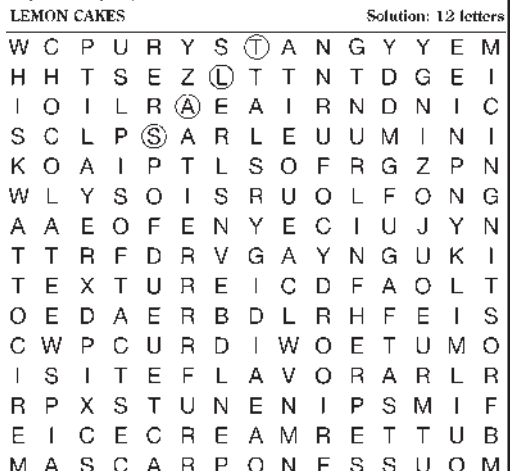 LEMON CAKES Solution: 12 letters
W C P U R Y S T A N G Y Y E M
H H T S E Z L T T N T D G E I
I O I L R A E A I R N D N I C
S C L P S A R L E U U M I N I
K O A I P T L S O F R G Z P N
W L Y S O I S R U O L F O N G
A A E O F E N Y E C I U J Y N
T T R F D R V G A Y N G U K I
T E X T U R E I C D F A O L T
O E D A E R B D L R H F E I S
C W P C U R D I W O E T U M O
I S I T E F L A V O R A R L R
R P X S T U N E N I P S M I F
E I C E C R E A M R E T T U B
M A S C A R P O N E S S U O M